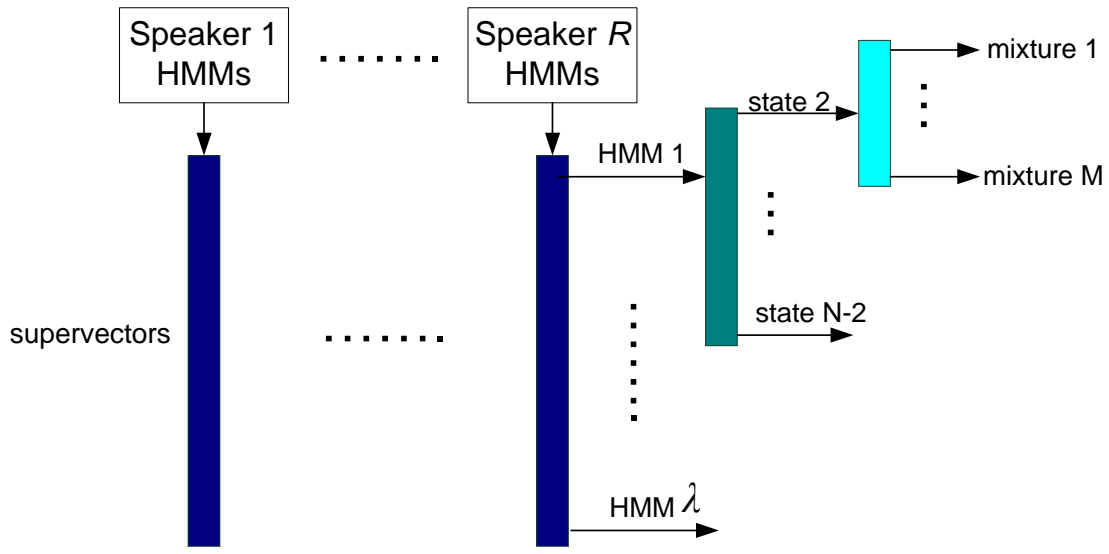 Speaker 1
HMMs
Speaker R
HMMs
mixture 1
state 2
HMM 1
mixture M
state N-2
supervectors
HMM λ